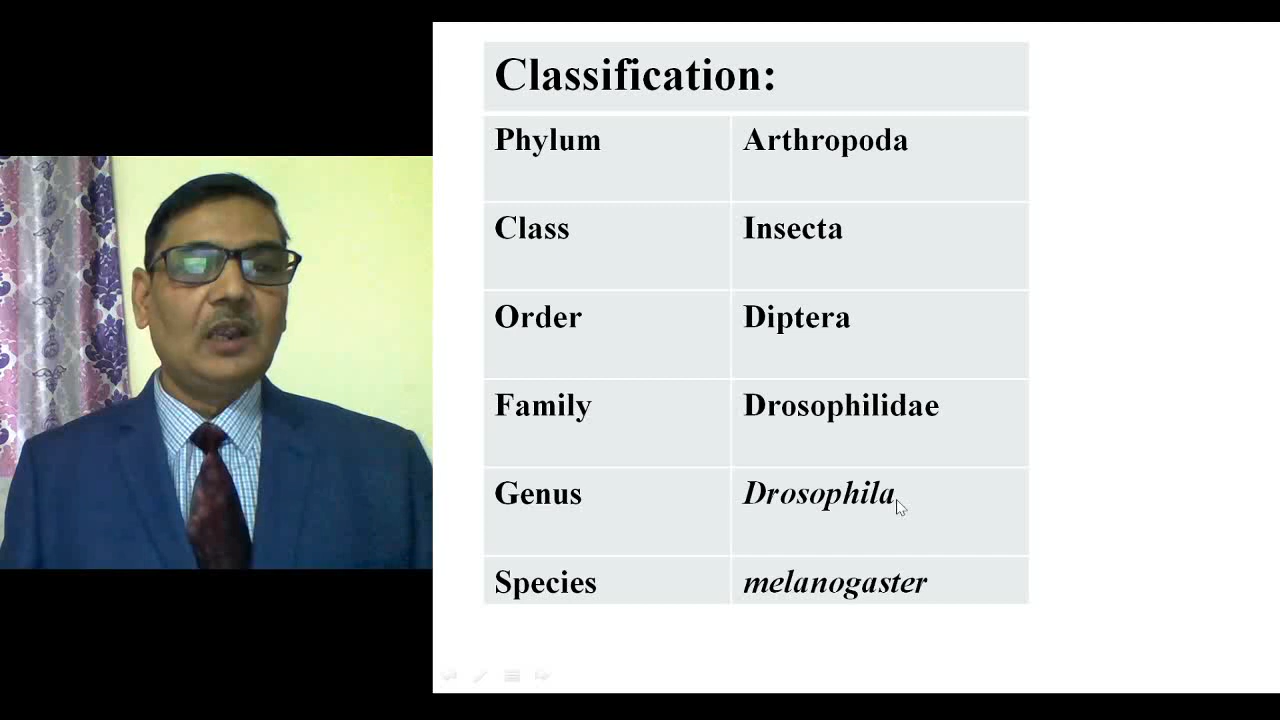 Classification:
Phylum Arthropoda
Class Insecta
Order Diptera
Family Drosophilidae
Genus Drosophila
Species melanogaster